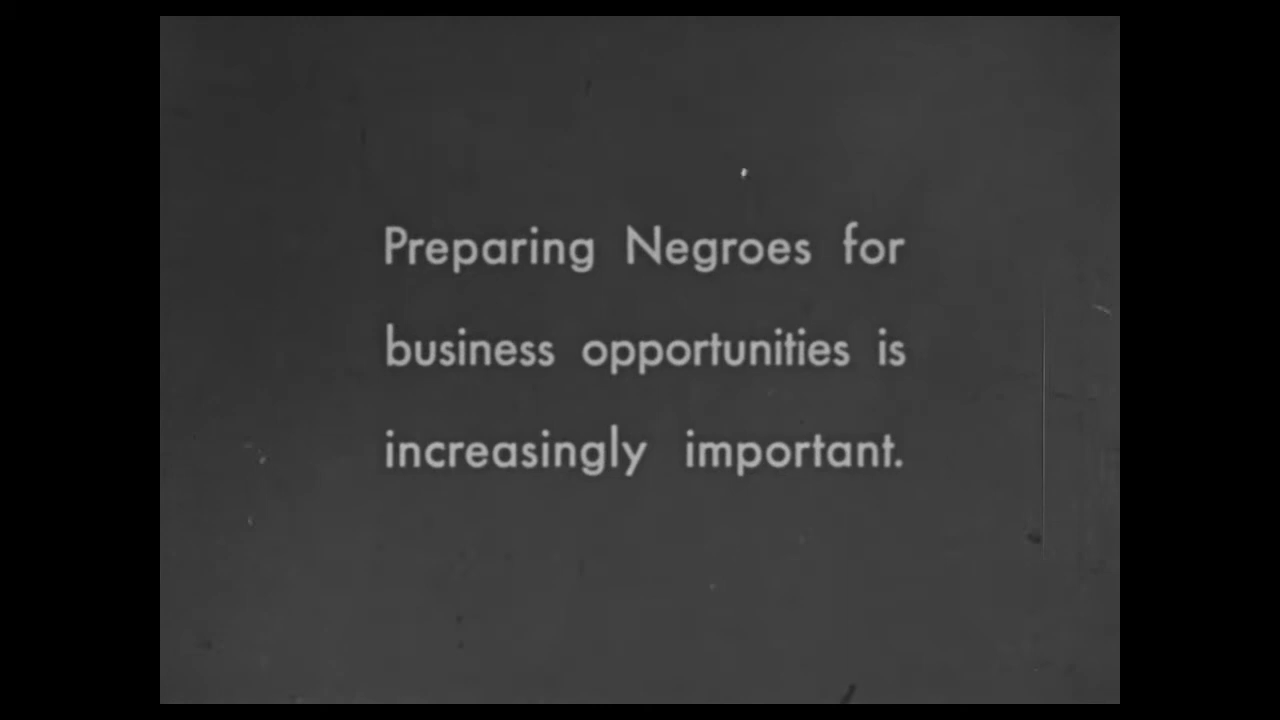 Preparing Negroes for
business opportunities is
increasingly important.